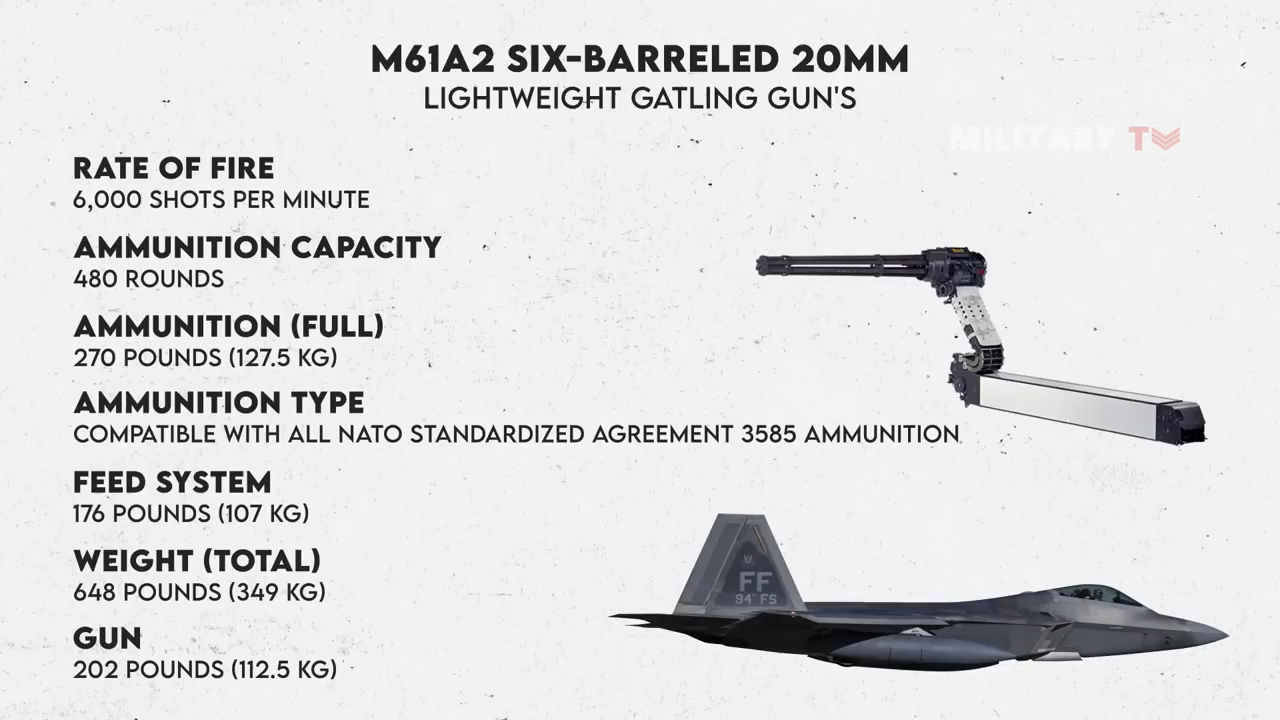 M61A2 SIX-BARRELED 20MM
LIGHTWEIGHT GATLING GUN'S
MILITARY TV
RATE OF FIRE
6,000 SHOTS PER MINUTE
AMMUNITION CAPACITY
480 ROUNDS
AMMUNITION (FULL)
270 POUNDS (127.5 KG)
AMMUNITION TYPE
COMPATIBLE WITH ALL NATO STANDARDIZED AGREEMENT 3585 AMMUNITION
FEED SYSTEM
176 POUNDS (107 KG)
WEIGHT (TOTAL)
648 POUNDS (349 KG)
GUN
202 POUNDS (112.5 KG)
FF
94TH FS